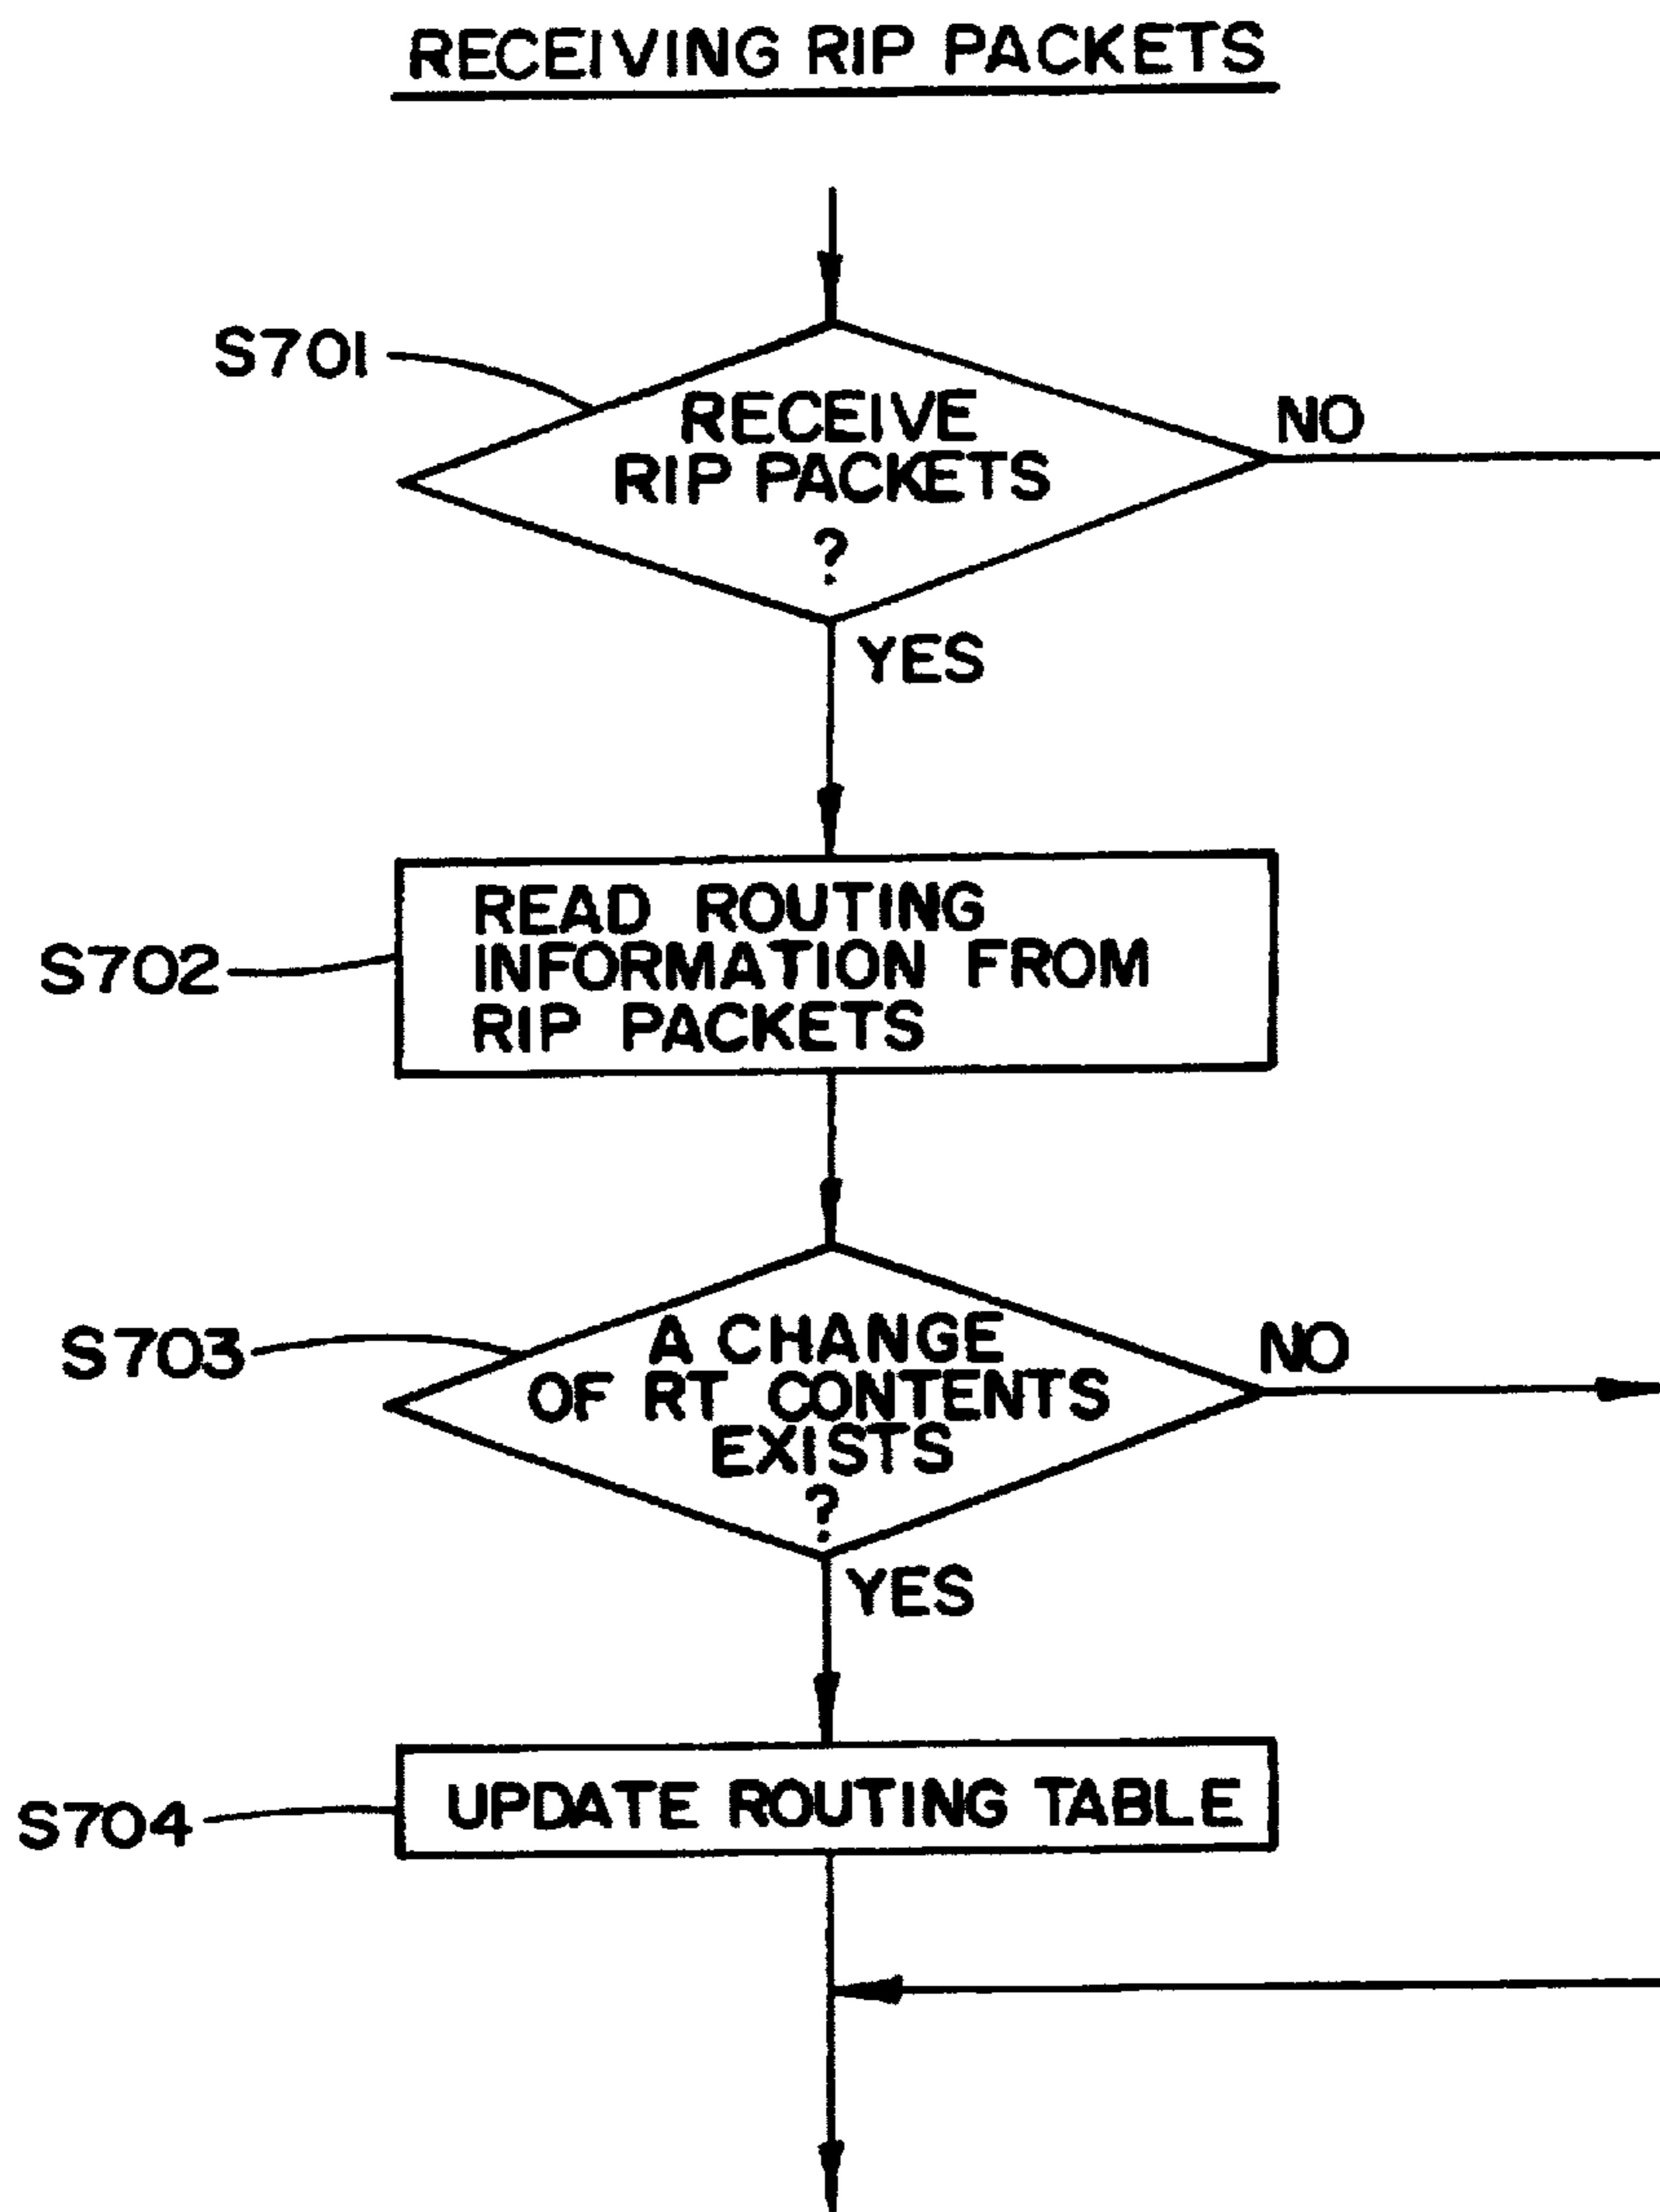 RECEIVING RIP PACKETS
S701
RECEIVE
RIP PACKETS
?
NO
YES
S702
READ ROUTING
INFORMATION FROM
RIP PACKETS
S703
A CHANGE
OF RT CONTENTS
EXISTS
?
NO
YES
S704
UPDATE ROUTING TABLE